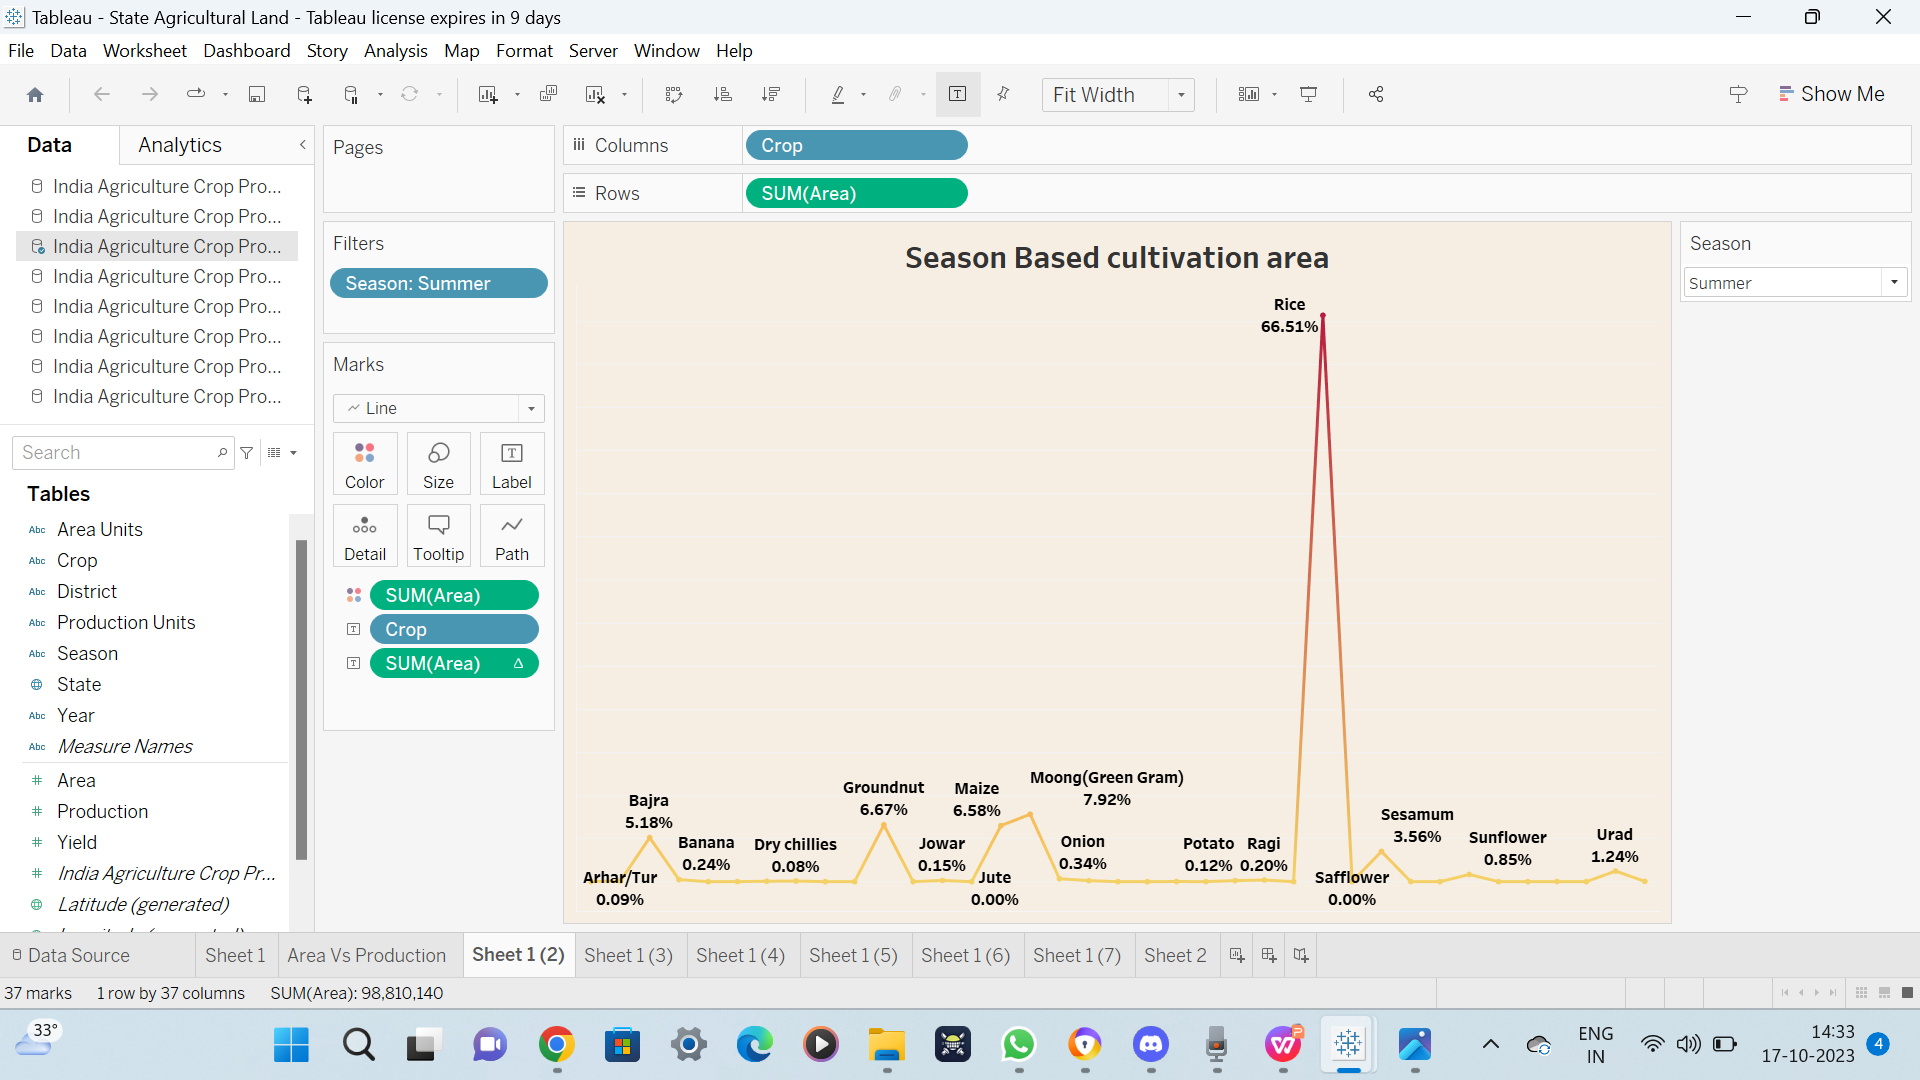 Tableau - State Agricultural Land - Tableau license expires in 9 days
File Data Worksheet Dashboard Story Analysis Map Format Server Window Help
Fit Width
Show Me
Data Analytics
India Agriculture Crop Pro...
India Agriculture Crop Pro...
India Agriculture Crop Pro...
India Agriculture Crop Pro...
India Agriculture Crop Pro...
India Agriculture Crop Pro...
India Agriculture Crop Pro...
India Agriculture Crop Pro...
Search
Tables
Abc Area Units
Abc Crop
Abc District
Abc Production Units
Abc Season
State
Abc Year
Abc Measure Names
# Area
# Production
# Yield
# India Agriculture Crop Pr...
Latitude (generated)
Pages
Filters
Season: Summer
Marks
Line
Color Size Label
Detail Tooltip Path
SUM(Area)
T Crop
T SUM(Area) Δ
Columns Crop
Rows SUM(Area)
Season Based cultivation area
Rice
66.51%
Moong(Green Gram)
7.92%
Groundnut
6.67%
Maize
6.58%
Bajra
5.18%
Sesamum
3.56%
Banana
0.24%
Dry chillies
0.08%
Jowar
0.15%
Onion
0.34%
Potato
0.12%
Ragi
0.20%
Sunflower
0.85%
Urad
1.24%
Arhar/Tur
0.09%
Jute
0.00%
Safflower
0.00%
Season
Summer
Data Source Sheet 1 Area Vs Production Sheet 1 (2) Sheet 1 (3) Sheet 1 (4) Sheet 1 (5) Sheet 1 (6) Sheet 1 (7) Sheet 2
37 marks 1 row by 37 columns SUM(Area): 98,810,140
33°
ENG
IN
14:33
17-10-2023
4